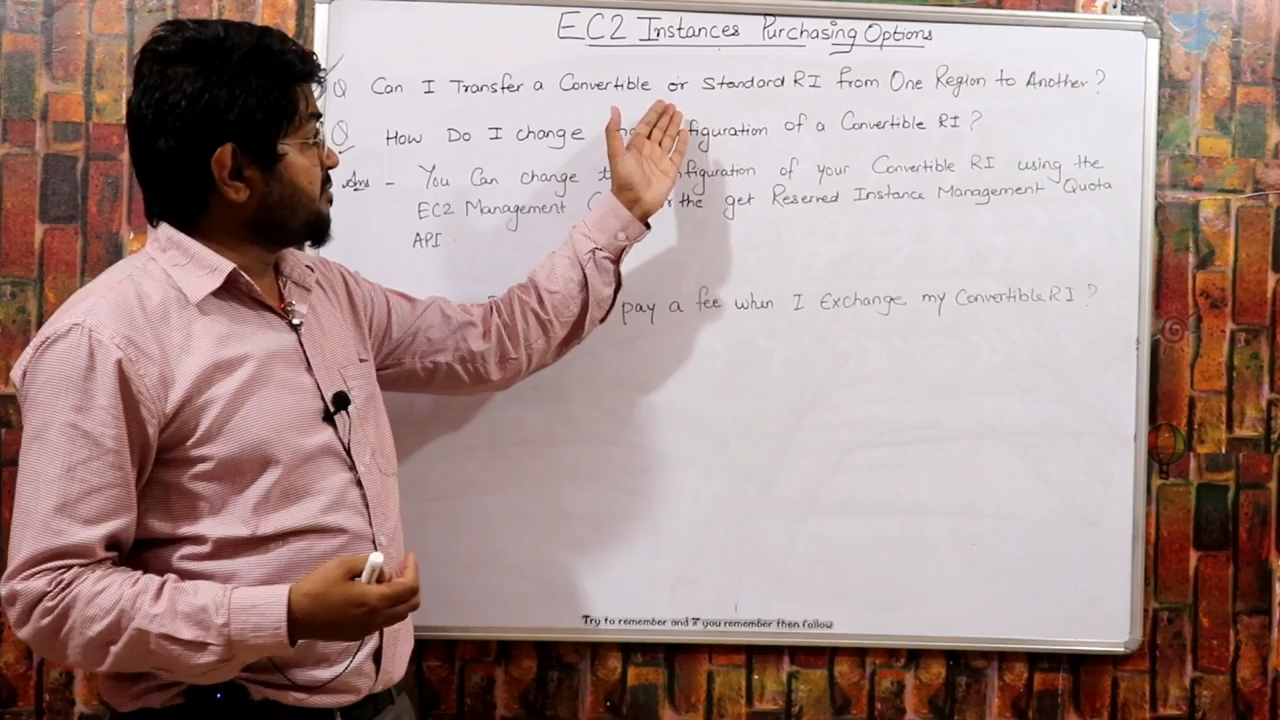 EC2 Instances Purchasing Options
Q Can I Transfer a Convertible or Standard RI from One Region to Another?
Q How Do I change figuration of a Convertible RI?
Ans - You Can change figuration of your Convertible RI using the
EC2 Management the get Reserved Instance Management Quota
API
pay a fee when I Exchange my Convertible RI?
Try to remember and if you remember then follow